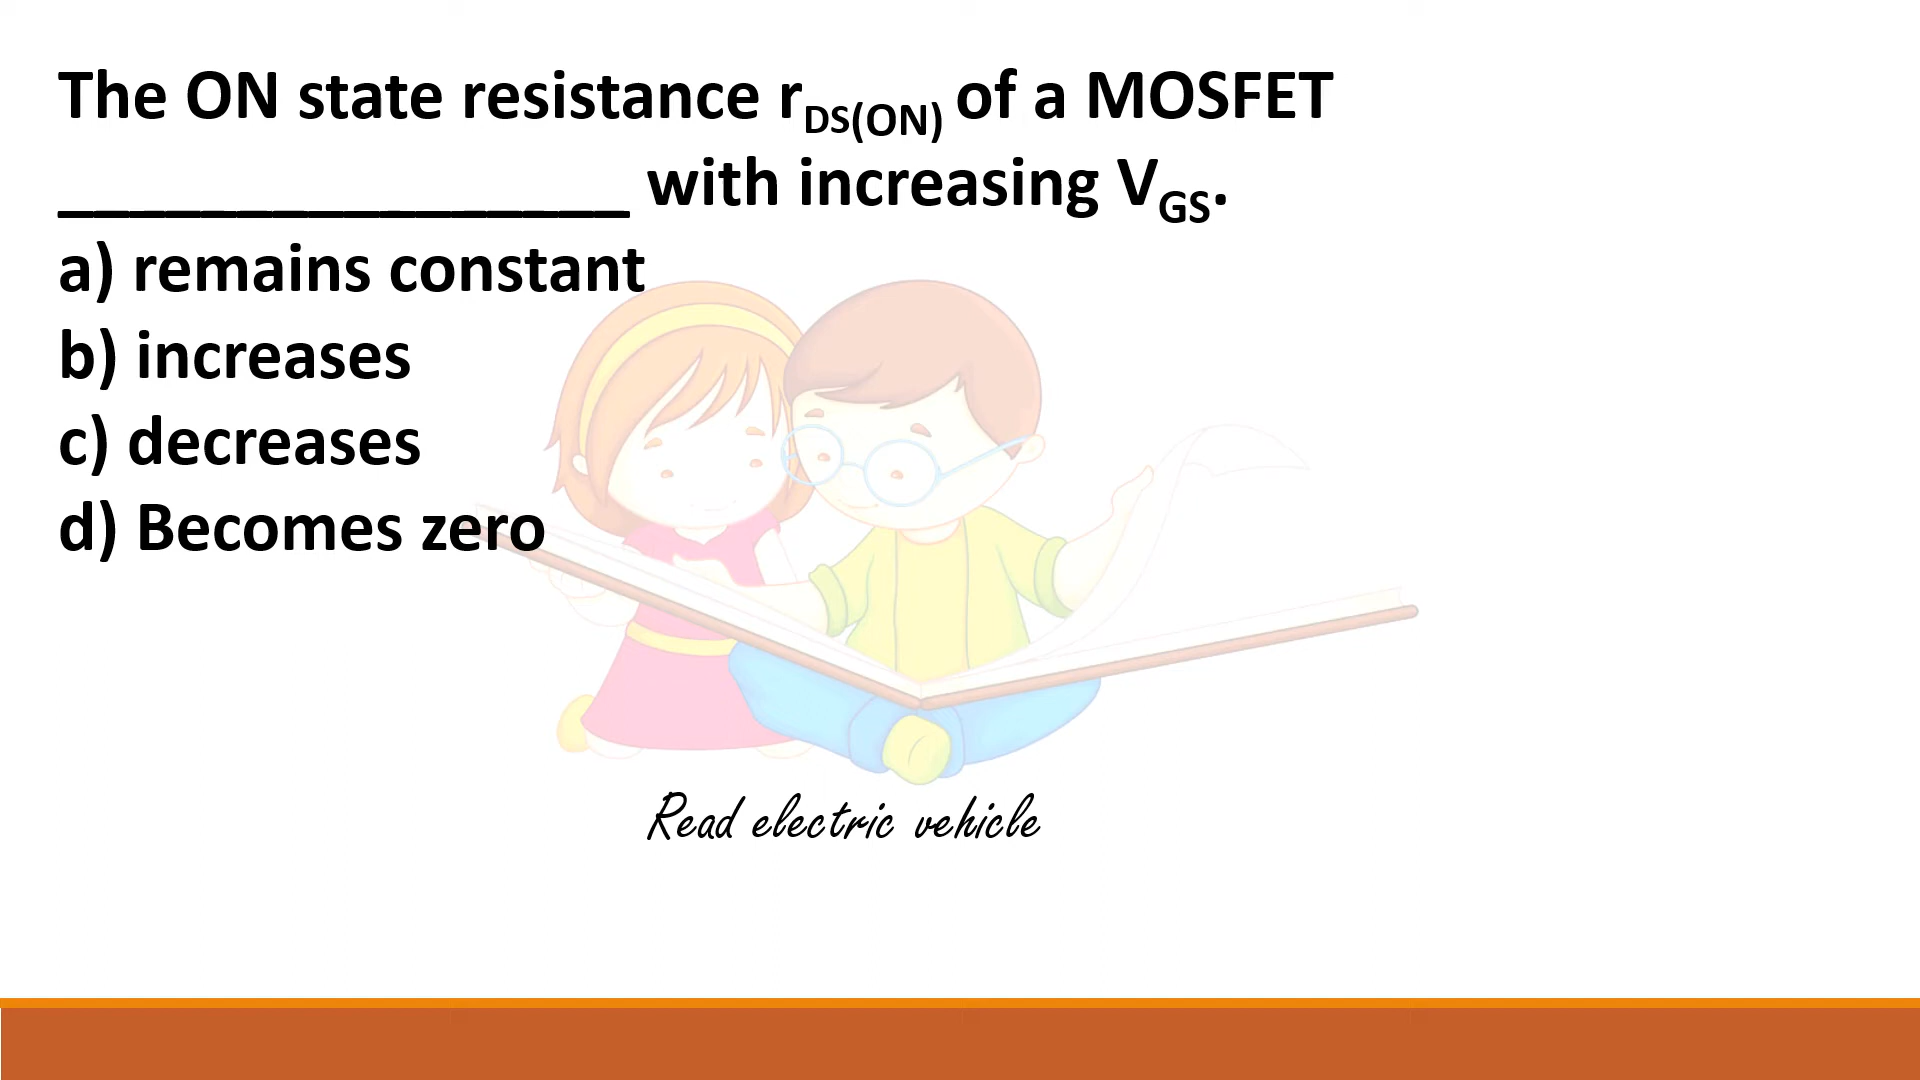 The ON state resistance rDS(ON) of a MOSFET
________________ with increasing VGS.
a) remains constant
b) increases
c) decreases
d) Becomes zero
Read electric vehicle